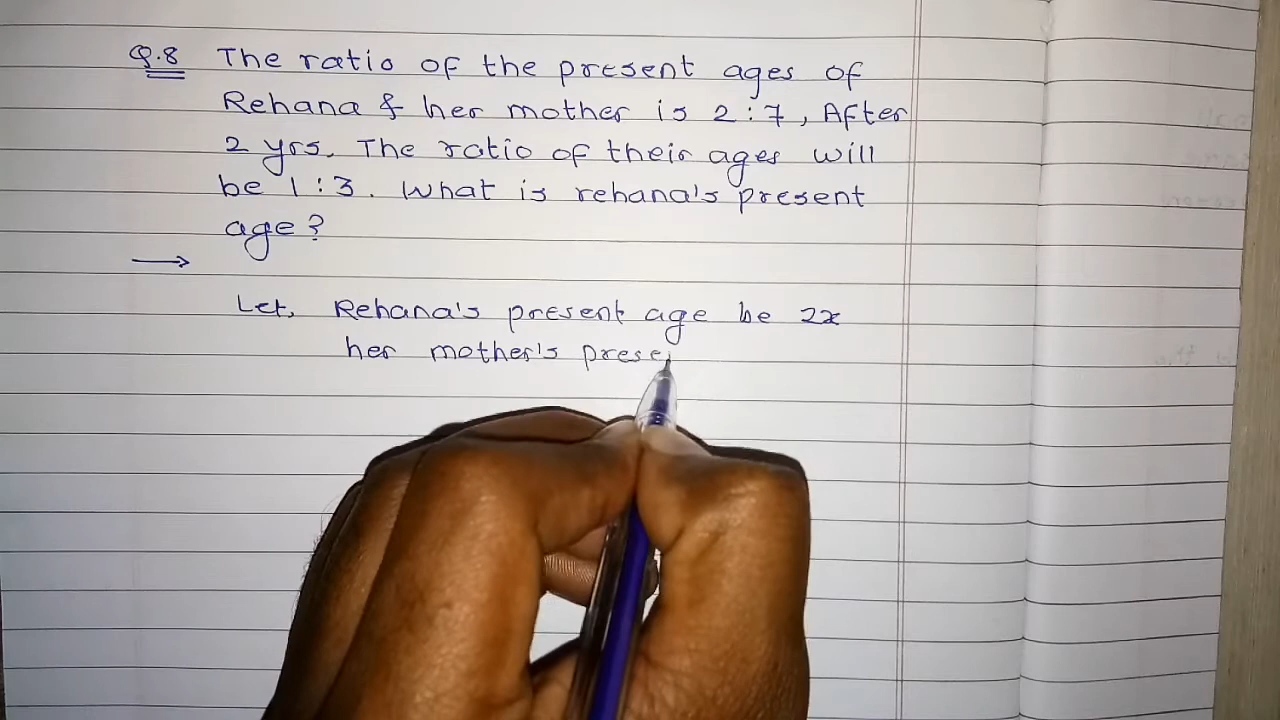 Q.8 The ratio of the present ages of
Rehana & her mother is 2:7, After
2 yrs. The ratio of their ages will
be 1:3. What is rehana's present
age?
→
Let, Rehana's present age be 2x
her mother's prese